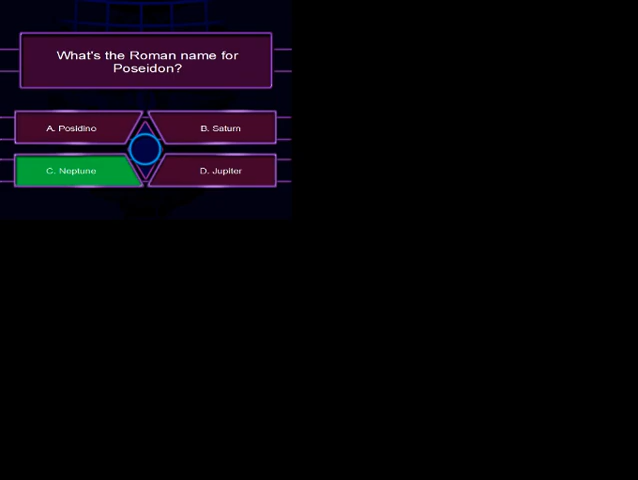 What's the Roman name for
Poseidon?
A. Posidino
B. Saturn
C. Neptune
D. Jupiter